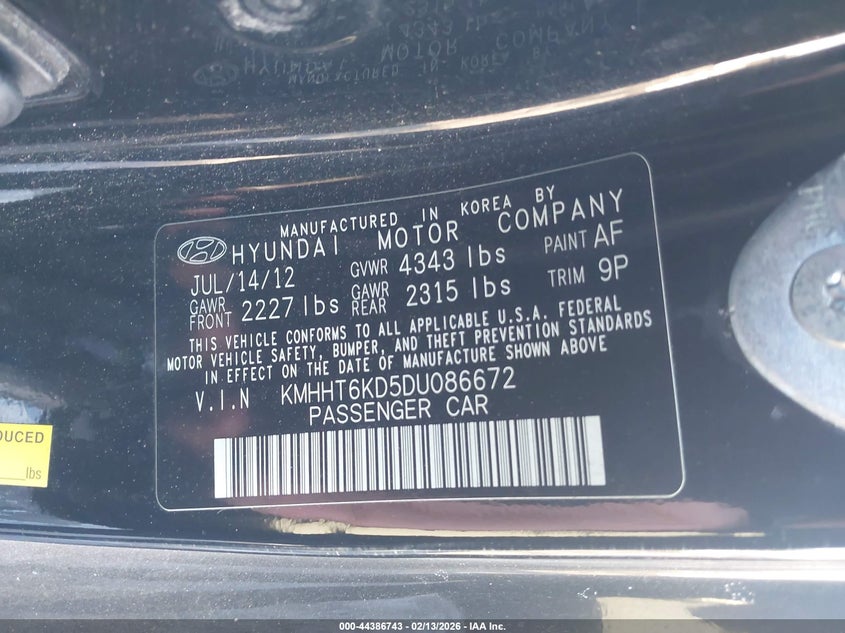 MANUFACTURED IN KOREA BY
HYUNDAI MOTOR COMPANY
JUL/14/12 GVWR 4343 lbs PAINT AF
GAWR FRONT 2227 lbs GAWR REAR 2315 lbs TRIM 9P
THIS VEHICLE CONFORMS TO ALL APPLICABLE U.S.A. FEDERAL
MOTOR VEHICLE SAFETY, BUMPER, AND THEFT PREVENTION STANDARDS
IN EFFECT ON THE DATE OF MANUFACTURE SHOWN ABOVE
V.I.N KMHHT6KD5DU086672
PASSENGER CAR
lbs
000-44386743 - 02/13/2026 - IAA Inc.